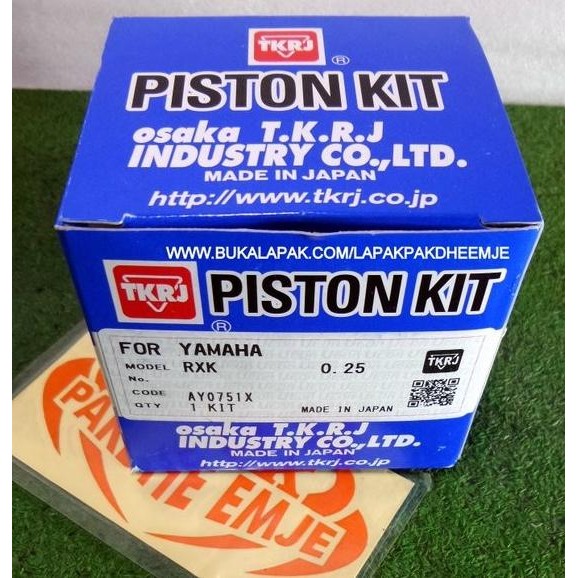 TKRJ
®
PISTON KIT
osaka T.K.R.J
INDUSTRY CO.,LTD.
MADE IN JAPAN
http://www.tkrj.co.jp
WWW.BUKALAPAK.COM/LAPAKPAKDHEEMJE
TKRJ
®
PISTON KIT
FOR YAMAHA
MODEL RXK 0.25
No.
TKRJ
CODE AY0751X
QTY 1 KIT MADE IN JAPAN
osaka T.K.R.J
INDUSTRY CO.,LTD.
MADE IN JAPAN
http://www.tkrj.co.jp
EMJE